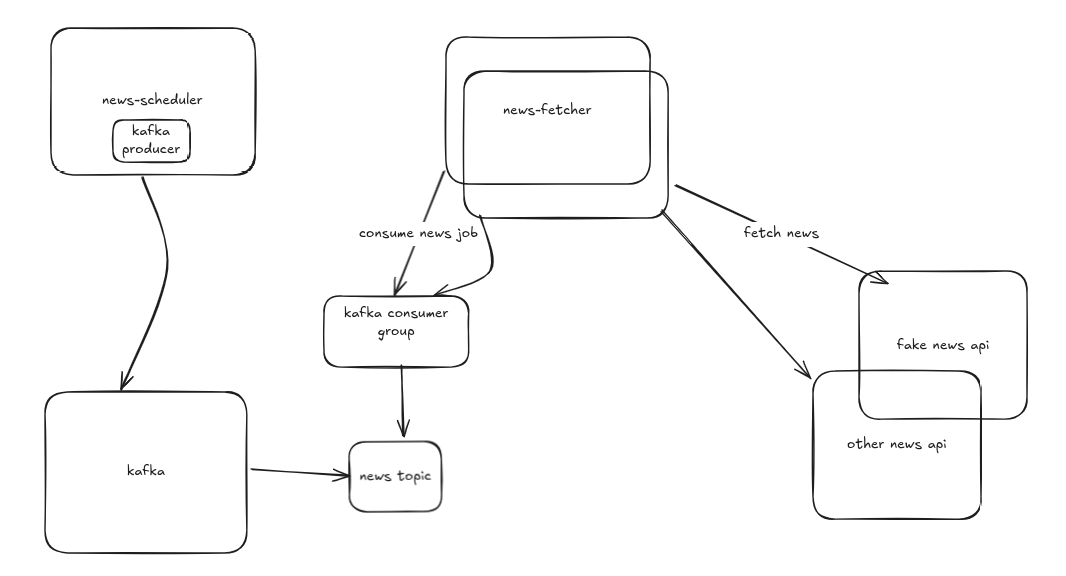 news-scheduler
kafka
producer
news-fetcher
consume news job
fetch news
kafka consumer
group
fake news api
other news api
kafka
news topic